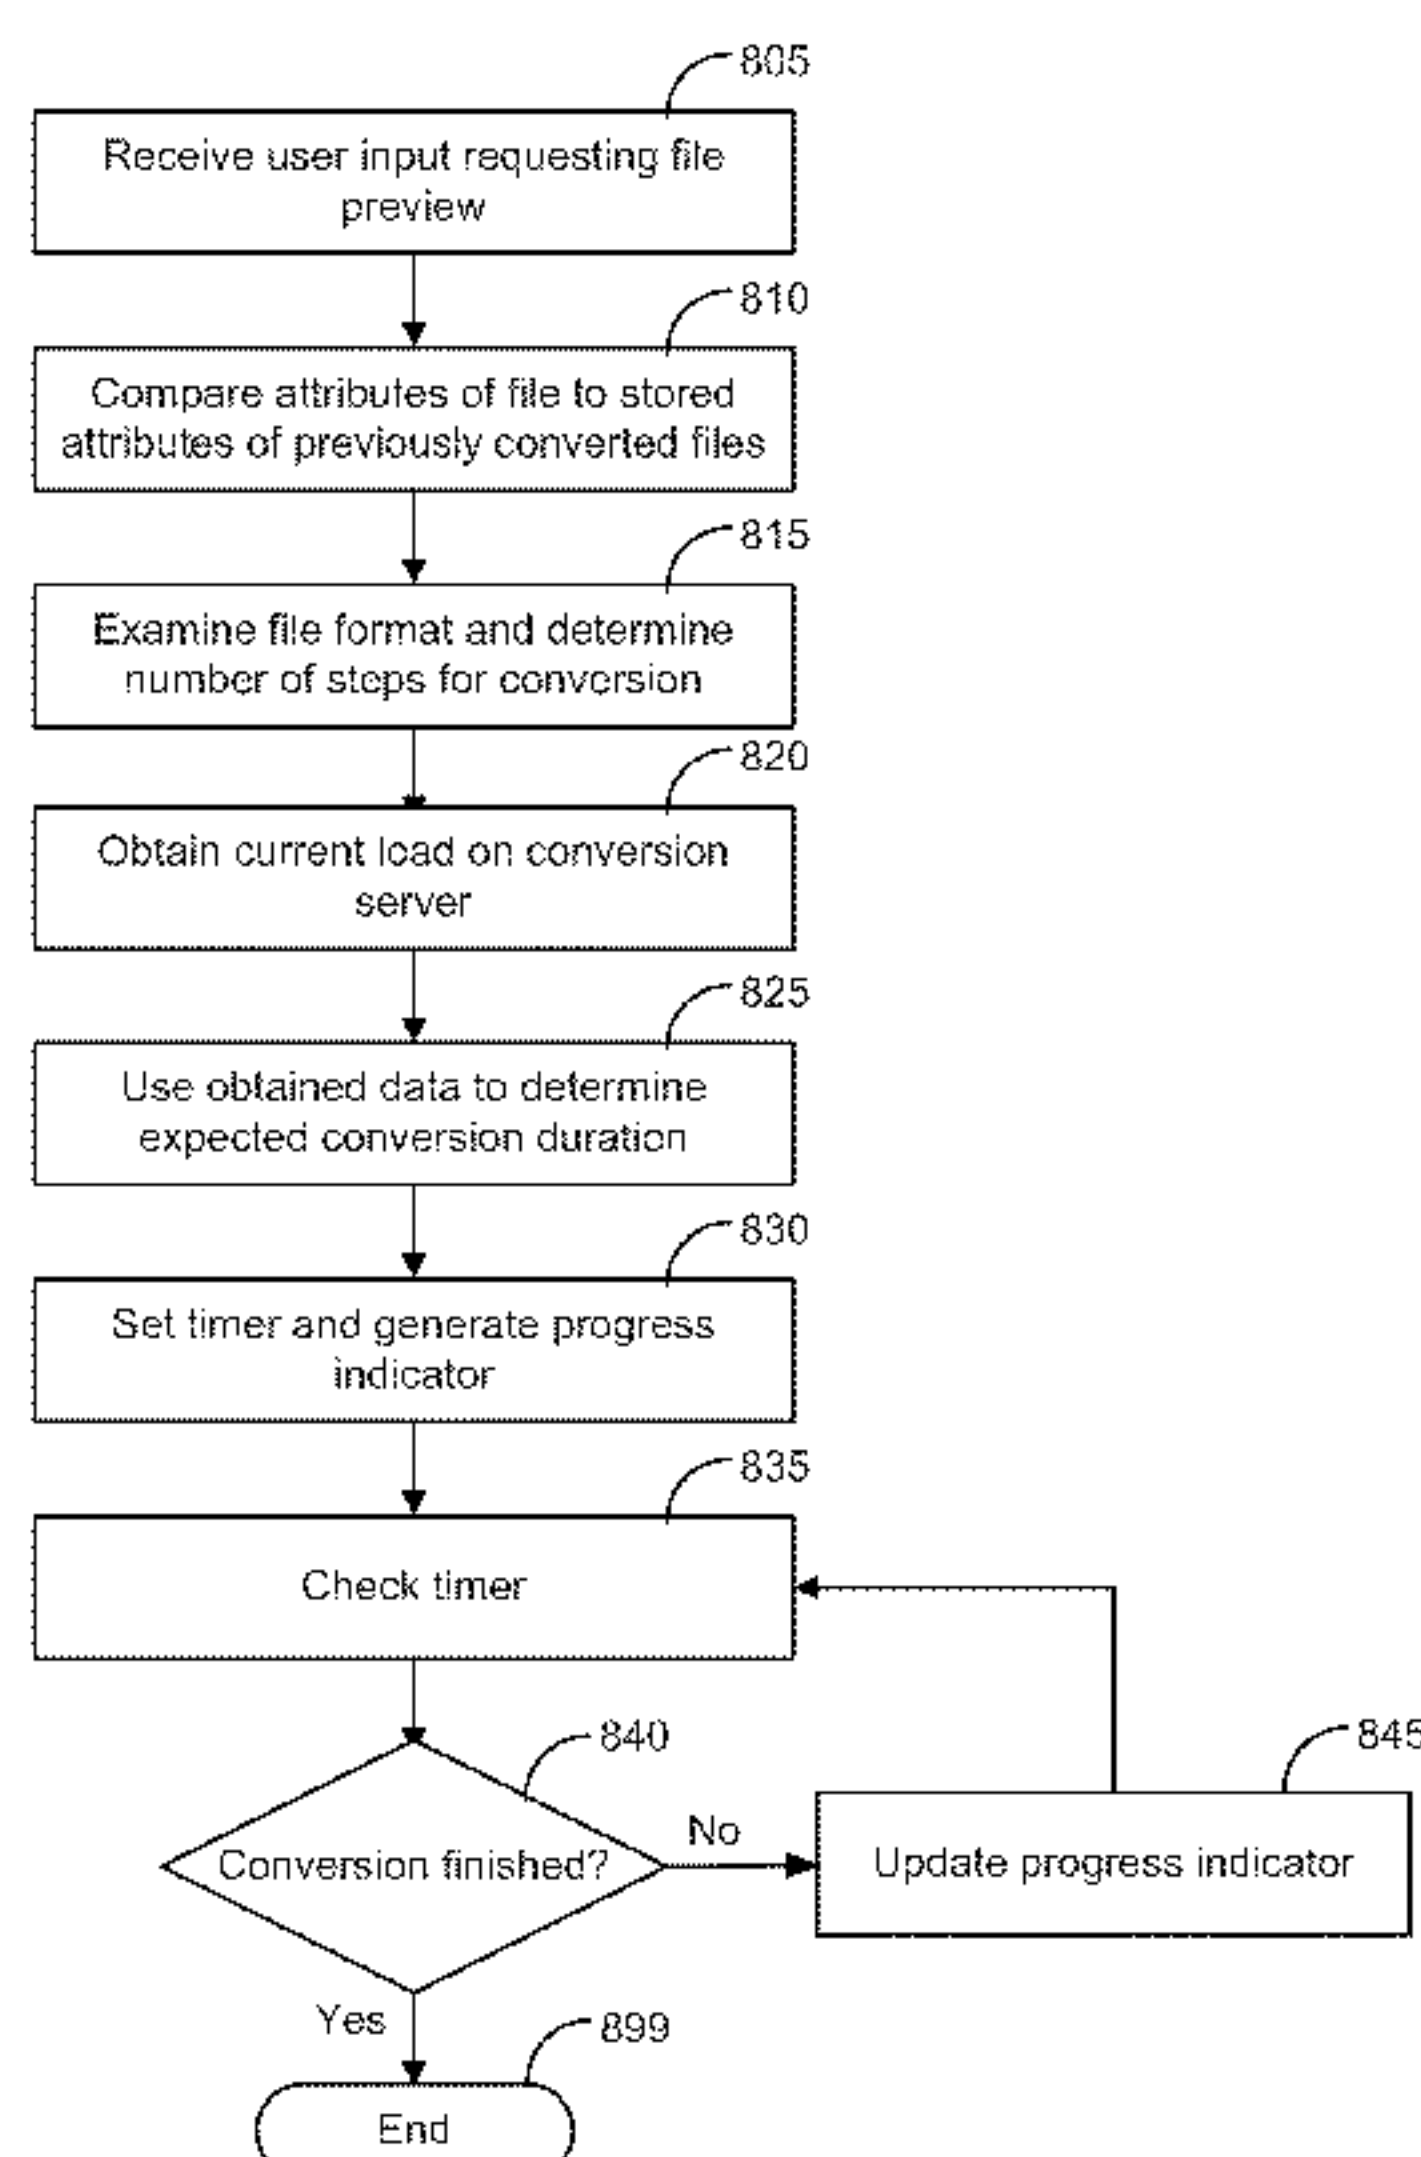 805
Receive user input requesting file
preview
810
Compare attributes of file to stored
attributes of previously converted files
815
Examine file format and determine
number of steps for conversion
820
Obtain current load on conversion
server
825
Use obtained data to determine
expected conversion duration
830
Set timer and generate progress
indicator
835
Check timer
840
845
Conversion finished?
No
Update progress indicator
Yes
899
End